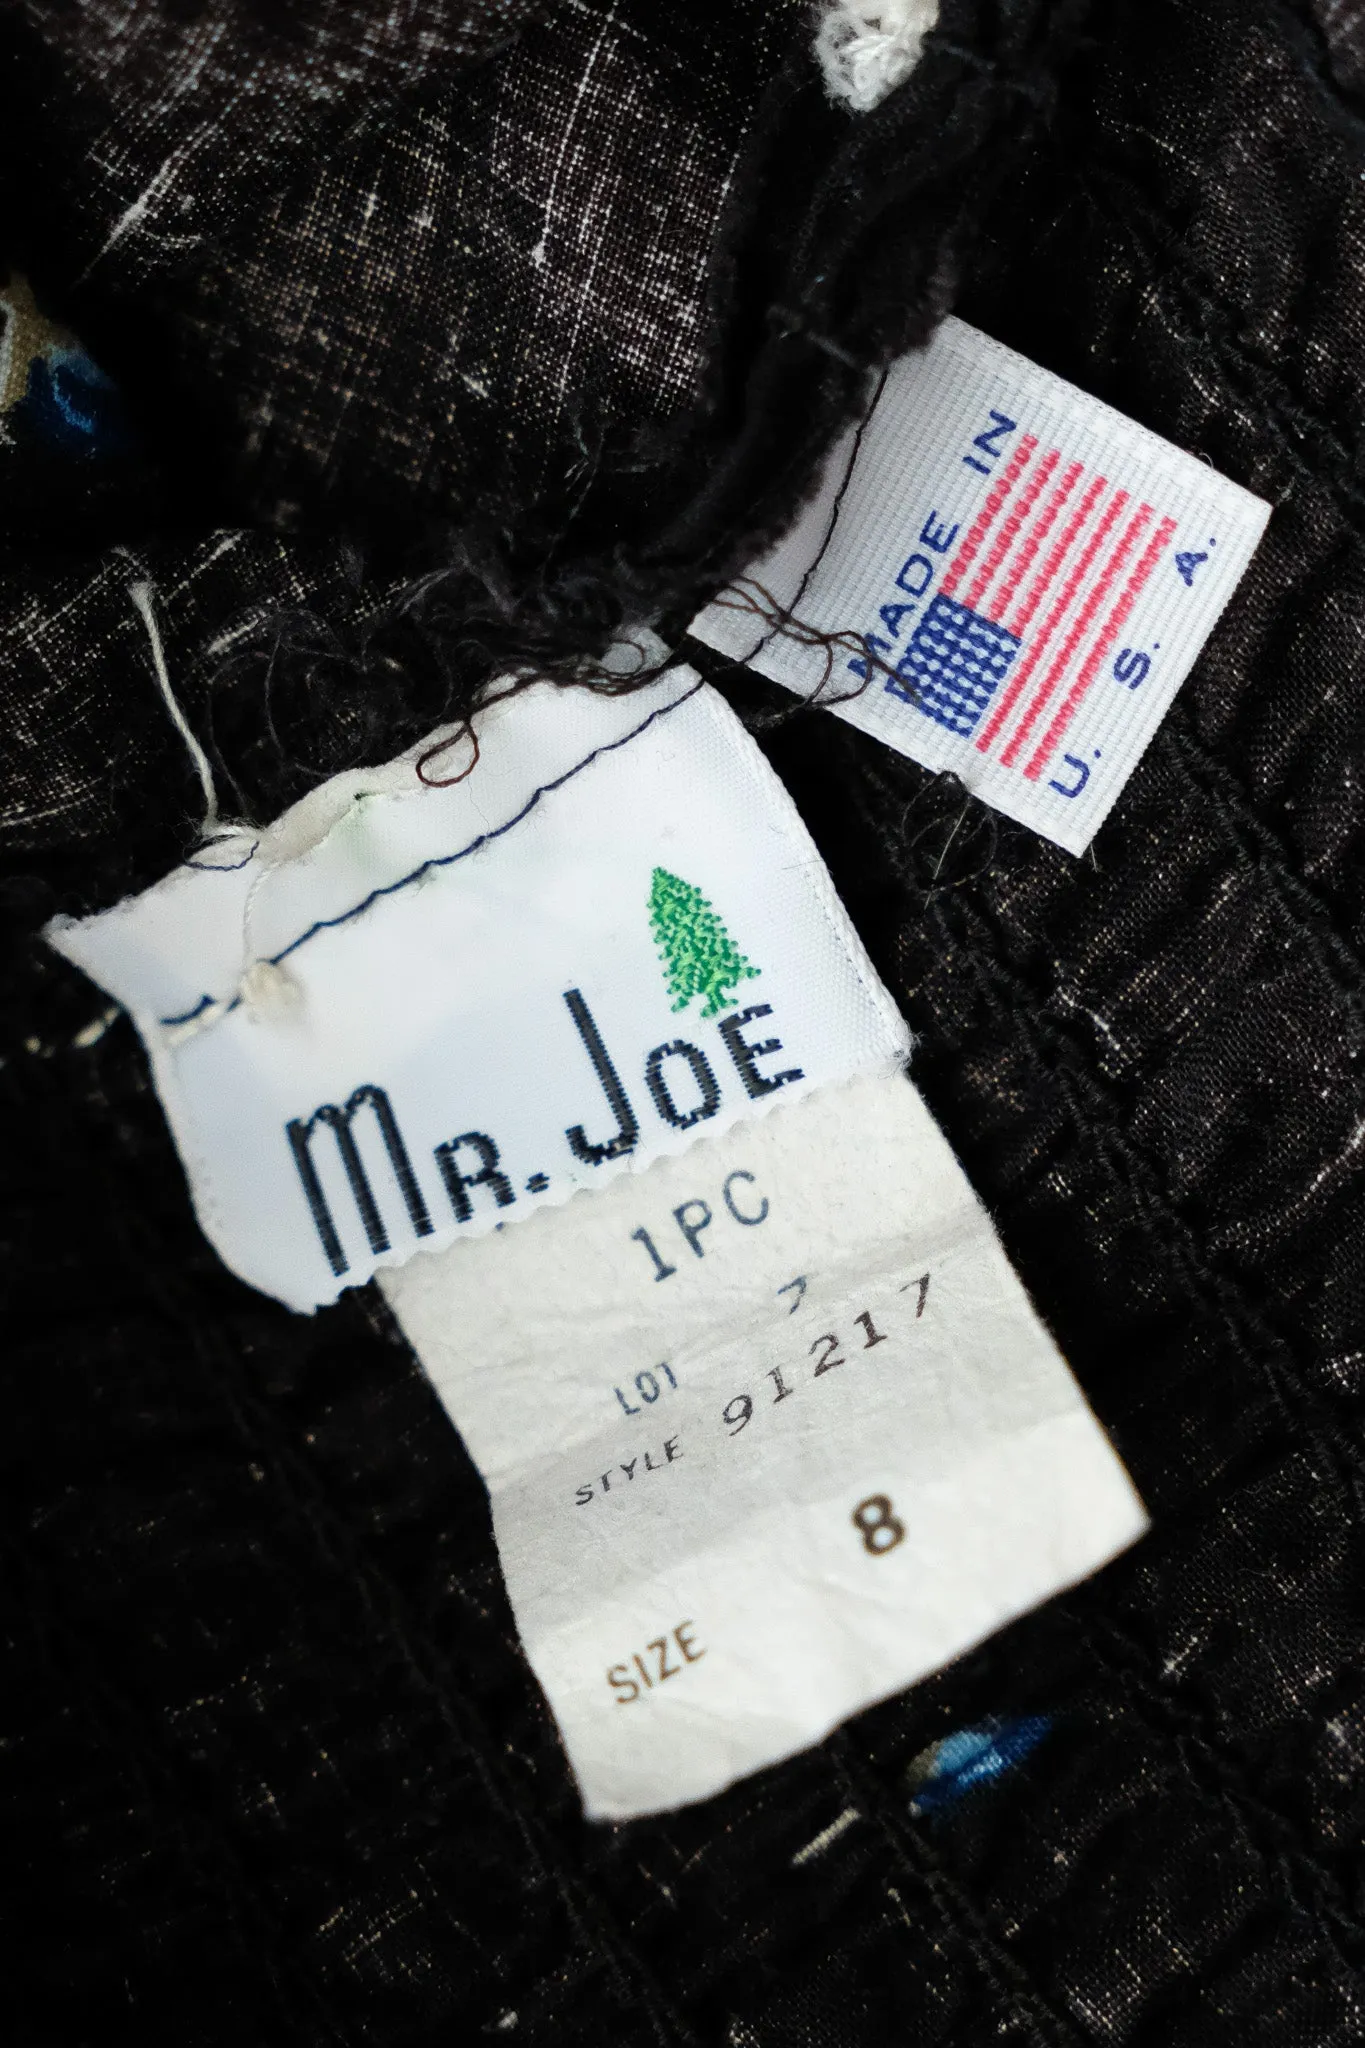 MADE IN
U. S. A.
MR. JOE
1PC
LOT 7
STYLE 91217
8
SIZE